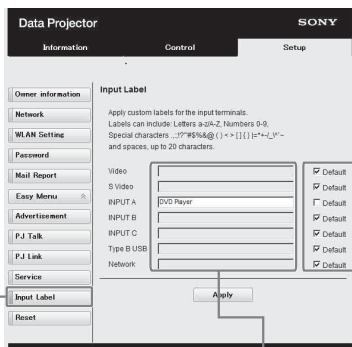 Data Projector
SONY
Information
Control
Setup
Owner information
Network
WLAN Setting
Password
Mail Report
Easy Menu
Advertisement
PJ Talk
PJ Link
Service
Input Label
Reset
Input Label
Apply custom labels for the input terminals.
Labels can include: Letters a-z/A-Z, Numbers 0-9,
Special characters .,:;!?"#$%&@ ( ) < > [ ] { } |=*+-/_\^`~
and spaces, up to 20 characters.
Video Default
S Video Default
INPUT A DVD Player Default
INPUT B Default
INPUT C Default
Type B USB Default
Network Default
Apply